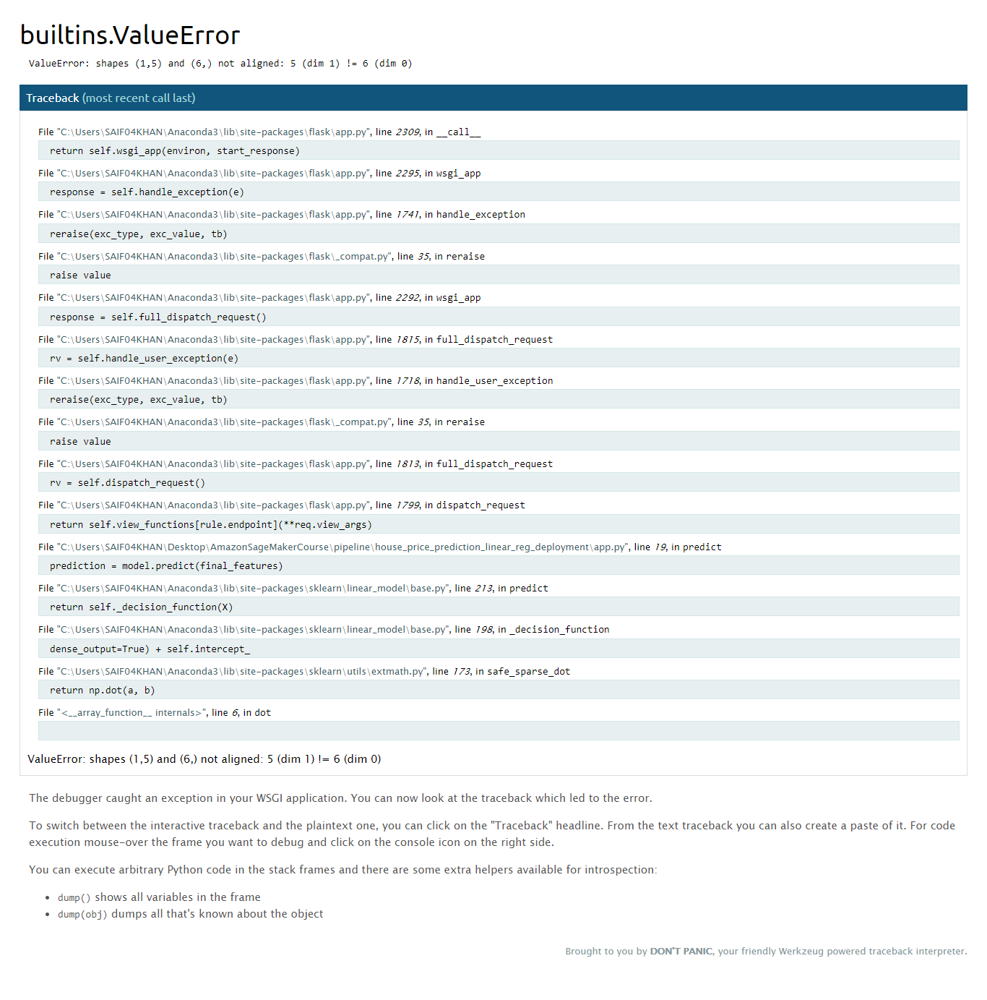 builtins.ValueError
ValueError: shapes (1,5) and (6,) not aligned: 5 (dim 1) != 6 (dim 0)
Traceback (most recent call last)
File "C:\Users\SAIF04KHAN\Anaconda3\lib\site-packages\flask\app.py", line 2309, in __call__
return self.wsgi_app(environ, start_response)
File "C:\Users\SAIF04KHAN\Anaconda3\lib\site-packages\flask\app.py", line 2295, in wsgi_app
response = self.handle_exception(e)
File "C:\Users\SAIF04KHAN\Anaconda3\lib\site-packages\flask\app.py", line 1741, in handle_exception
reraise(exc_type, exc_value, tb)
File "C:\Users\SAIF04KHAN\Anaconda3\lib\site-packages\flask\_compat.py", line 35, in reraise
raise value
File "C:\Users\SAIF04KHAN\Anaconda3\lib\site-packages\flask\app.py", line 2292, in wsgi_app
response = self.full_dispatch_request()
File "C:\Users\SAIF04KHAN\Anaconda3\lib\site-packages\flask\app.py", line 1815, in full_dispatch_request
rv = self.handle_user_exception(e)
File "C:\Users\SAIF04KHAN\Anaconda3\lib\site-packages\flask\app.py", line 1718, in handle_user_exception
reraise(exc_type, exc_value, tb)
File "C:\Users\SAIF04KHAN\Anaconda3\lib\site-packages\flask\_compat.py", line 35, in reraise
raise value
File "C:\Users\SAIF04KHAN\Anaconda3\lib\site-packages\flask\app.py", line 1813, in full_dispatch_request
rv = self.dispatch_request()
File "C:\Users\SAIF04KHAN\Anaconda3\lib\site-packages\flask\app.py", line 1799, in dispatch_request
return self.view_functions[rule.endpoint](**req.view_args)
File "C:\Users\SAIF04KHAN\Desktop\AmazonSageMakerCourse\pipeline\house_price_prediction_linear_reg_deployment\app.py", line 19, in predict
prediction = model.predict(final_features)
File "C:\Users\SAIF04KHAN\Anaconda3\lib\site-packages\sklearn\linear_model\base.py", line 213, in predict
return self._decision_function(X)
File "C:\Users\SAIF04KHAN\Anaconda3\lib\site-packages\sklearn\linear_model\base.py", line 198, in _decision_function
dense_output=True) + self.intercept_
File "C:\Users\SAIF04KHAN\Anaconda3\lib\site-packages\sklearn\utils\extmath.py", line 173, in safe_sparse_dot
return np.dot(a, b)
File "<__array_function__ internals>", line 6, in dot
ValueError: shapes (1,5) and (6,) not aligned: 5 (dim 1) != 6 (dim 0)
The debugger caught an exception in your WSGI application. You can now look at the traceback which led to the error.
To switch between the interactive traceback and the plaintext one, you can click on the "Traceback" headline. From the text traceback you can also create a paste of it. For code
execution mouse-over the frame you want to debug and click on the console icon on the right side.
You can execute arbitrary Python code in the stack frames and there are some extra helpers available for introspection:
• dump() shows all variables in the frame
• dump(obj) dumps all that's known about the object
Brought to you by DON'T PANIC, your friendly Werkzeug powered traceback interpreter.